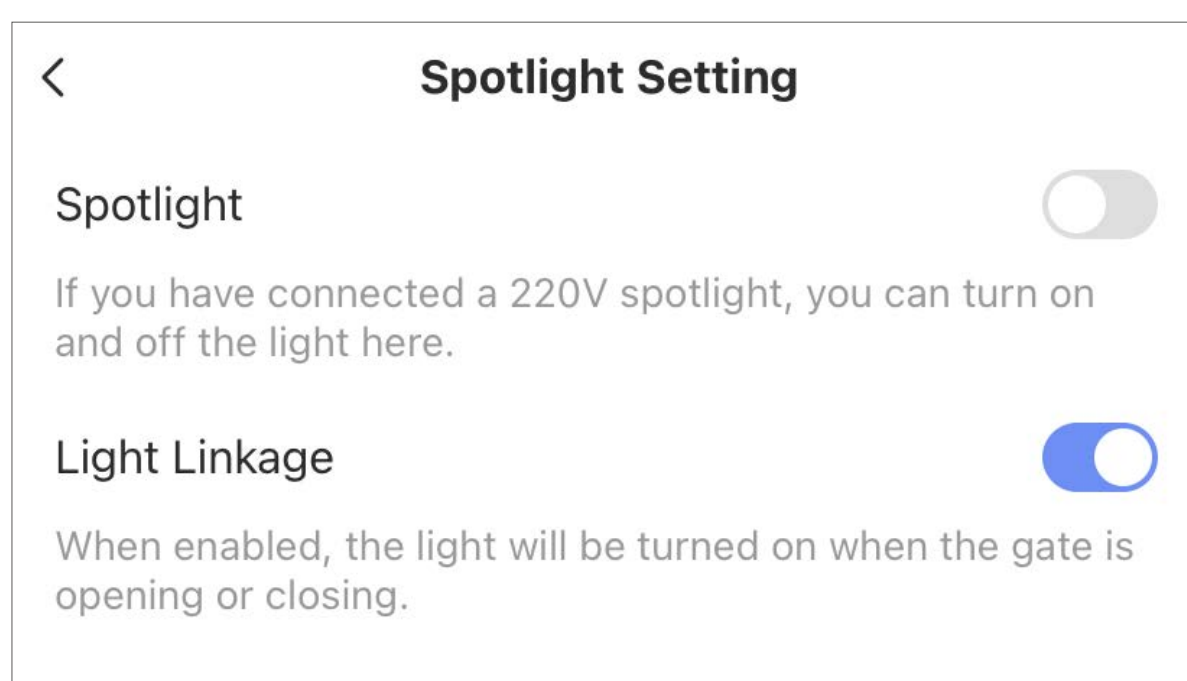 Spotlight Setting
Spotlight
If you have connected a 220V spotlight, you can turn on
and off the light here.
Light Linkage
When enabled, the light will be turned on when the gate is
opening or closing.